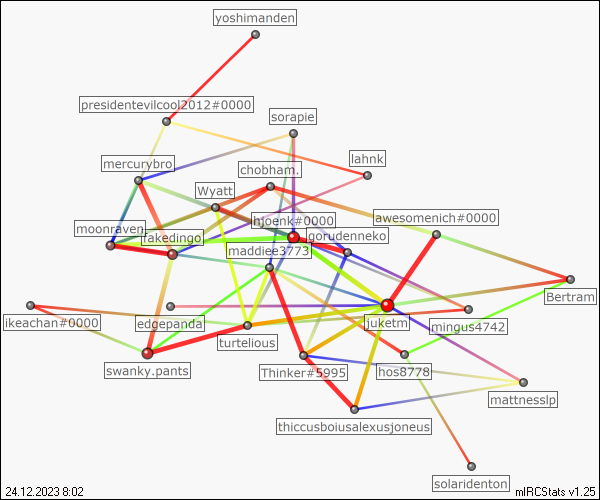 yoshimanden
presidentevilcool2012#0000
sorapie
lahnk
mercurybro
chobham.
Wyatt
hjoenk#0000
awesomenich#0000
moonraven
fakedingo
gorudenneko
maddiee3773
Bertram
ikeachan#0000
edgepanda
juketm
mingus4742
turtelious
swanky.pants
Thinker#5995
hos8778
mattnesslp
thiccusboiusalexusjoneus
solaridenton
24.12.2023 8:02
mIRCStats v1.25